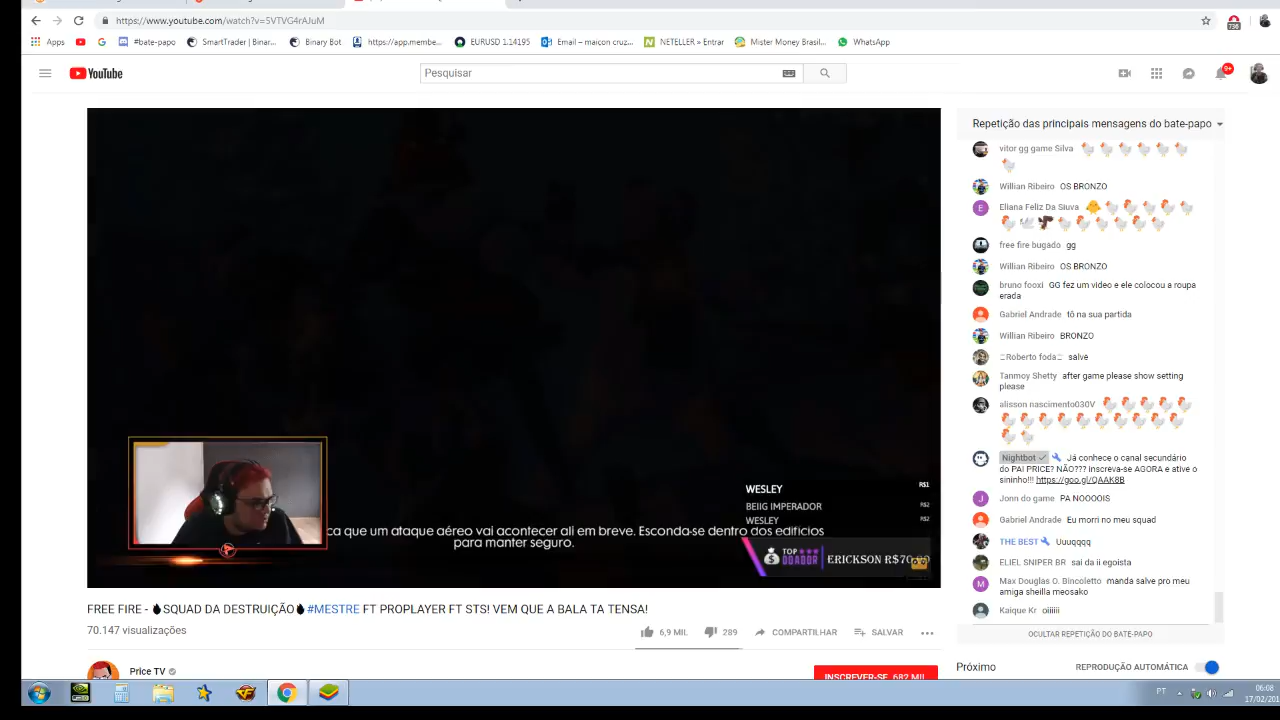 https://www.youtube.com/watch?v=5VTVG4rAJuM
736
Apps
#bate-papo
SmartTrader | Binar...
Binary Bot
https://app.membe...
EURUSD 1.14195
Email – maicon cruz...
NETELLER » Entrar
Mister Money Brasil...
WhatsApp
YouTube
Pesquisar
9+
Repetição das principais mensagens do bate-papo
vitor gg game Silva
Willian Ribeiro OS BRONZO
Eliana Feliz Da Siuva
free fire bugado gg
Willian Ribeiro OS BRONZO
bruno fooxi GG fez um video e ele colocou a roupa
erada
Gabriel Andrade tô na sua partida
Willian Ribeiro BRONZO
Roberto foda salve
Tanmoy Shetty after game please show setting
please
alisson nascimento030V
Nightbot Já conhece o canal secundário
do PAI PRICE? NÃO??? inscreva-se AGORA e ative o
sininho!!! https://goo.gl/QAAK8B
Jonn do game PA NOOOOIS
Gabriel Andrade Eu morri no meu squad
THE BEST Uuuqqqq
ELIEL SNIPER BR sai da ii egoista
Max Douglas O. Bincoletto manda salve pro meu
amiga sheilla meosako
Kaique Kr oiiiiii
OCULTAR REPETIÇÃO DO BATE-PAPO
WESLEY R$1
BEIIG IMPERADOR R$2
WESLEY R$2
ca que um ataque aéreo vai acontecer ali em breve. Esconda-se dentro dos edifícios
para manter seguro.
TOP
DOADOR
ERICKSON R$70
FREE FIRE - SQUAD DA DESTRUIÇÃO #MESTRE FT PROPLAYER FT STS! VEM QUE A BALA TA TENSA!
70.147 visualizações
6,9 MIL
289
COMPARTILHAR
SALVAR
Price TV
INSCREVER-SE 682 MIL
Próximo
REPRODUÇÃO AUTOMÁTICA
PT
06:08
17/02/201